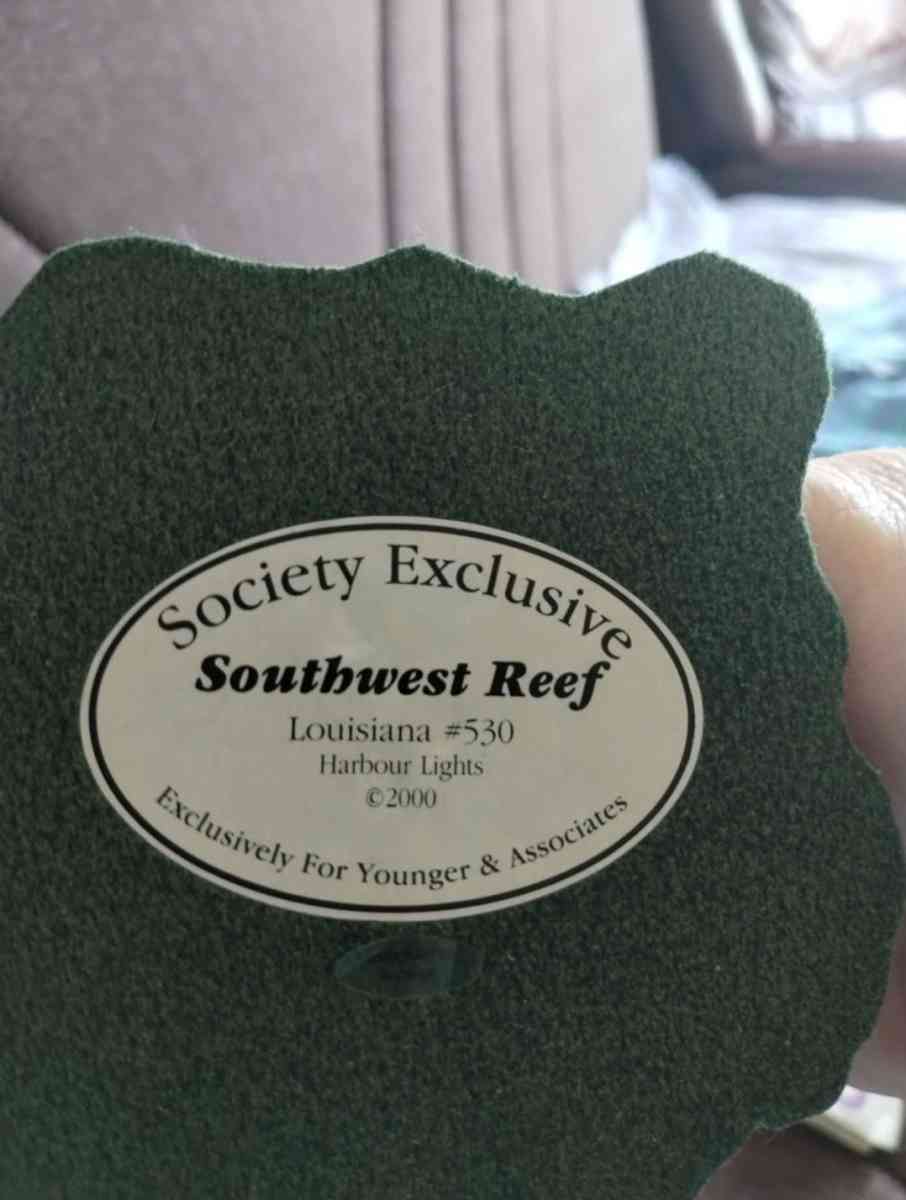 Society Exclusive
Southwest Reef
Louisiana #530
Harbour Lights
©2000
Exclusively For Younger & Associates